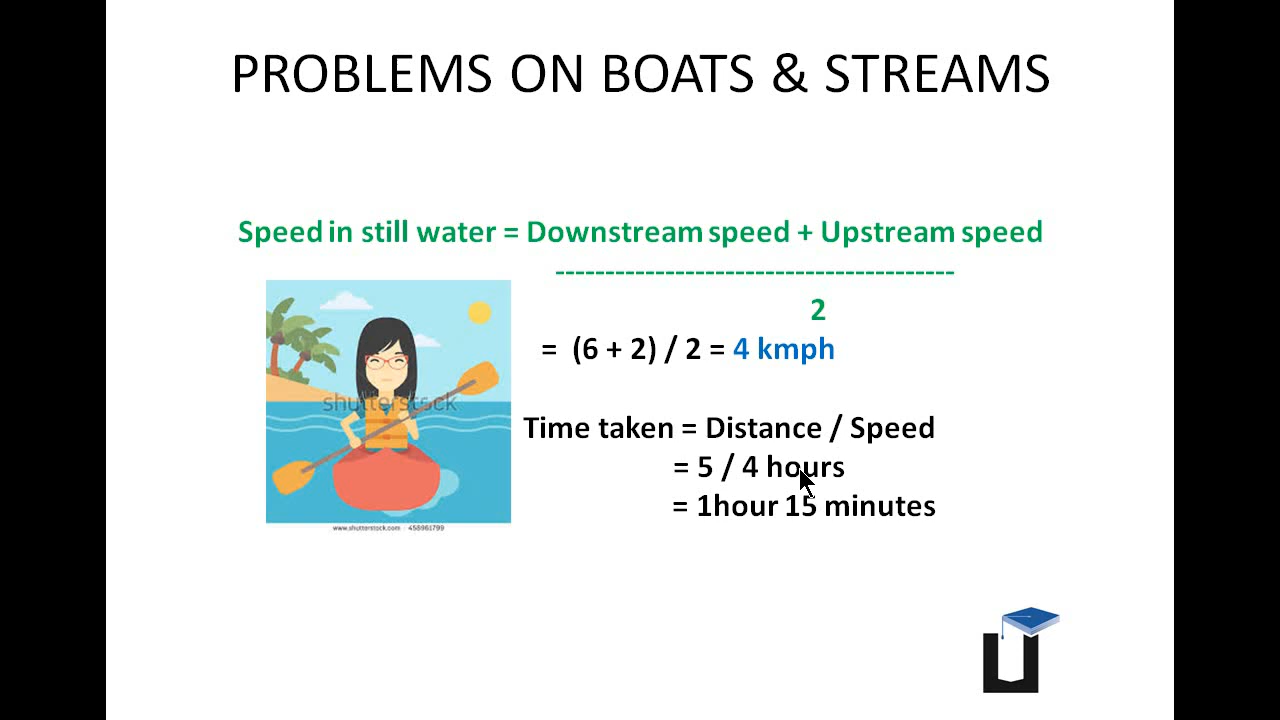 PROBLEMS ON BOATS & STREAMS
Speed in still water = Downstream speed + Upstream speed
----------------------------------------
2
= (6 + 2) / 2 = 4 kmph
shutterstock
Time taken = Distance / Speed
= 5 / 4 hours
= 1hour 15 minutes
www.shutterstock.com · 458961799